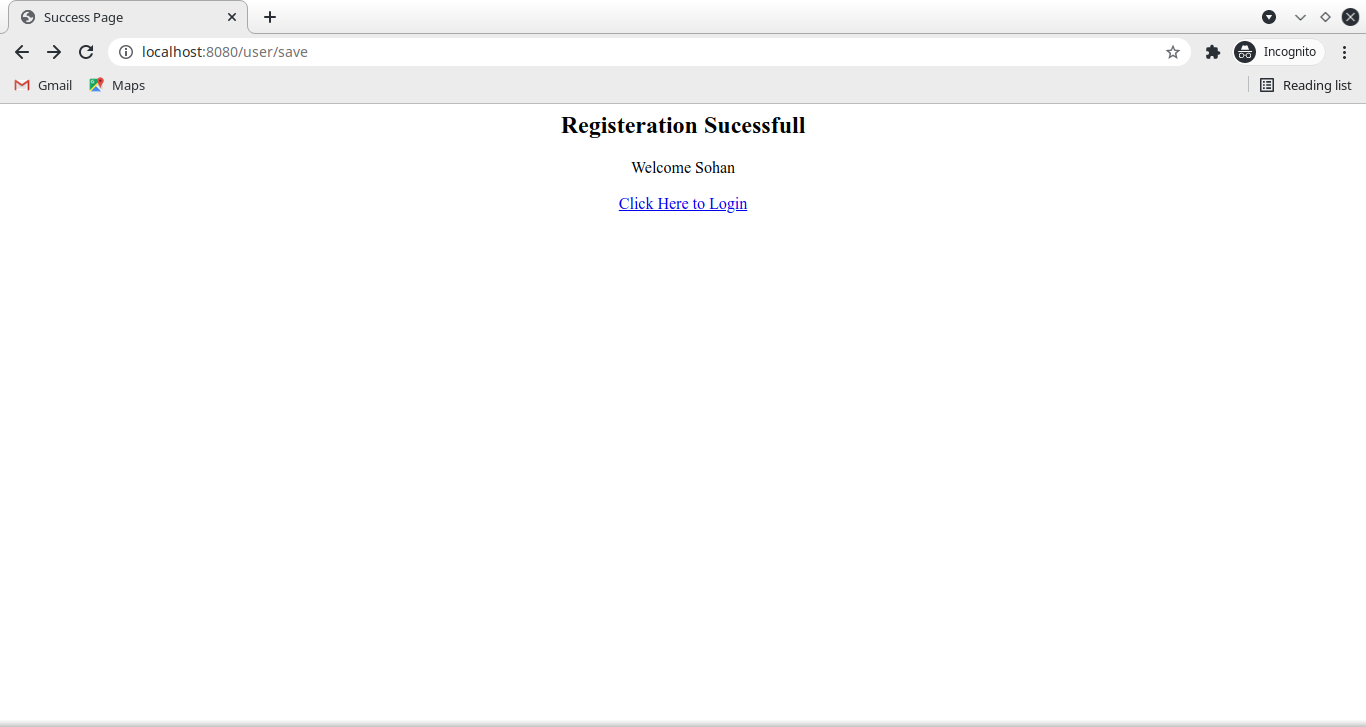 Success Page
localhost:8080/user/save
Incognito
Gmail Maps Reading list
Registeration Sucessfull
Welcome Sohan
Click Here to Login